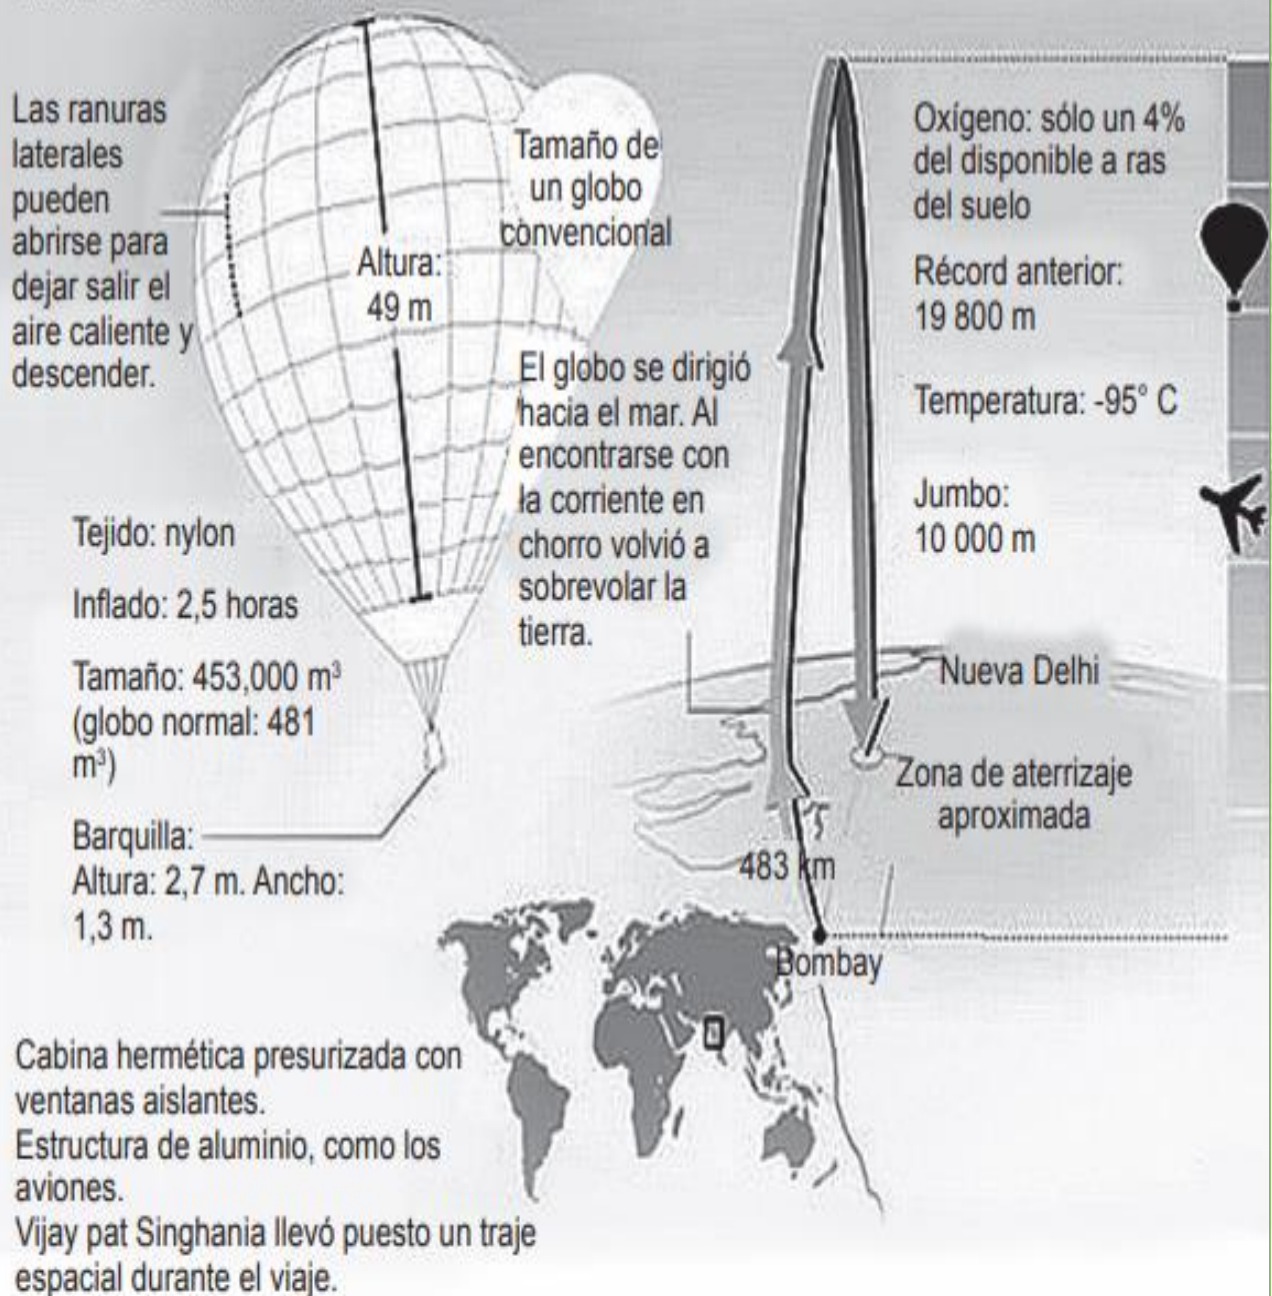 Las ranuras
laterales
pueden
abrirse para
dejar salir el
aire caliente y
descender.
Tamaño de
un globo
convencional
Altura:
49 m
El globo se dirigió
hacia el mar. Al
encontrarse con
la corriente en
chorro volvió a
sobrevolar la
tierra.
Oxígeno: sólo un 4%
del disponible a ras
del suelo
Récord anterior:
19 800 m
Temperatura: -95° C
Jumbo:
10 000 m
Tejido: nylon
Inflado: 2,5 horas
Tamaño: 453,000 m³
(globo normal: 481
m³)
Barquilla:
Altura: 2,7 m. Ancho:
1,3 m.
Nueva Delhi
Zona de aterrizaje
aproximada
483 km
Bombay
Cabina hermética presurizada con
ventanas aislantes.
Estructura de aluminio, como los
aviones.
Vijay pat Singhania llevó puesto un traje
espacial durante el viaje.